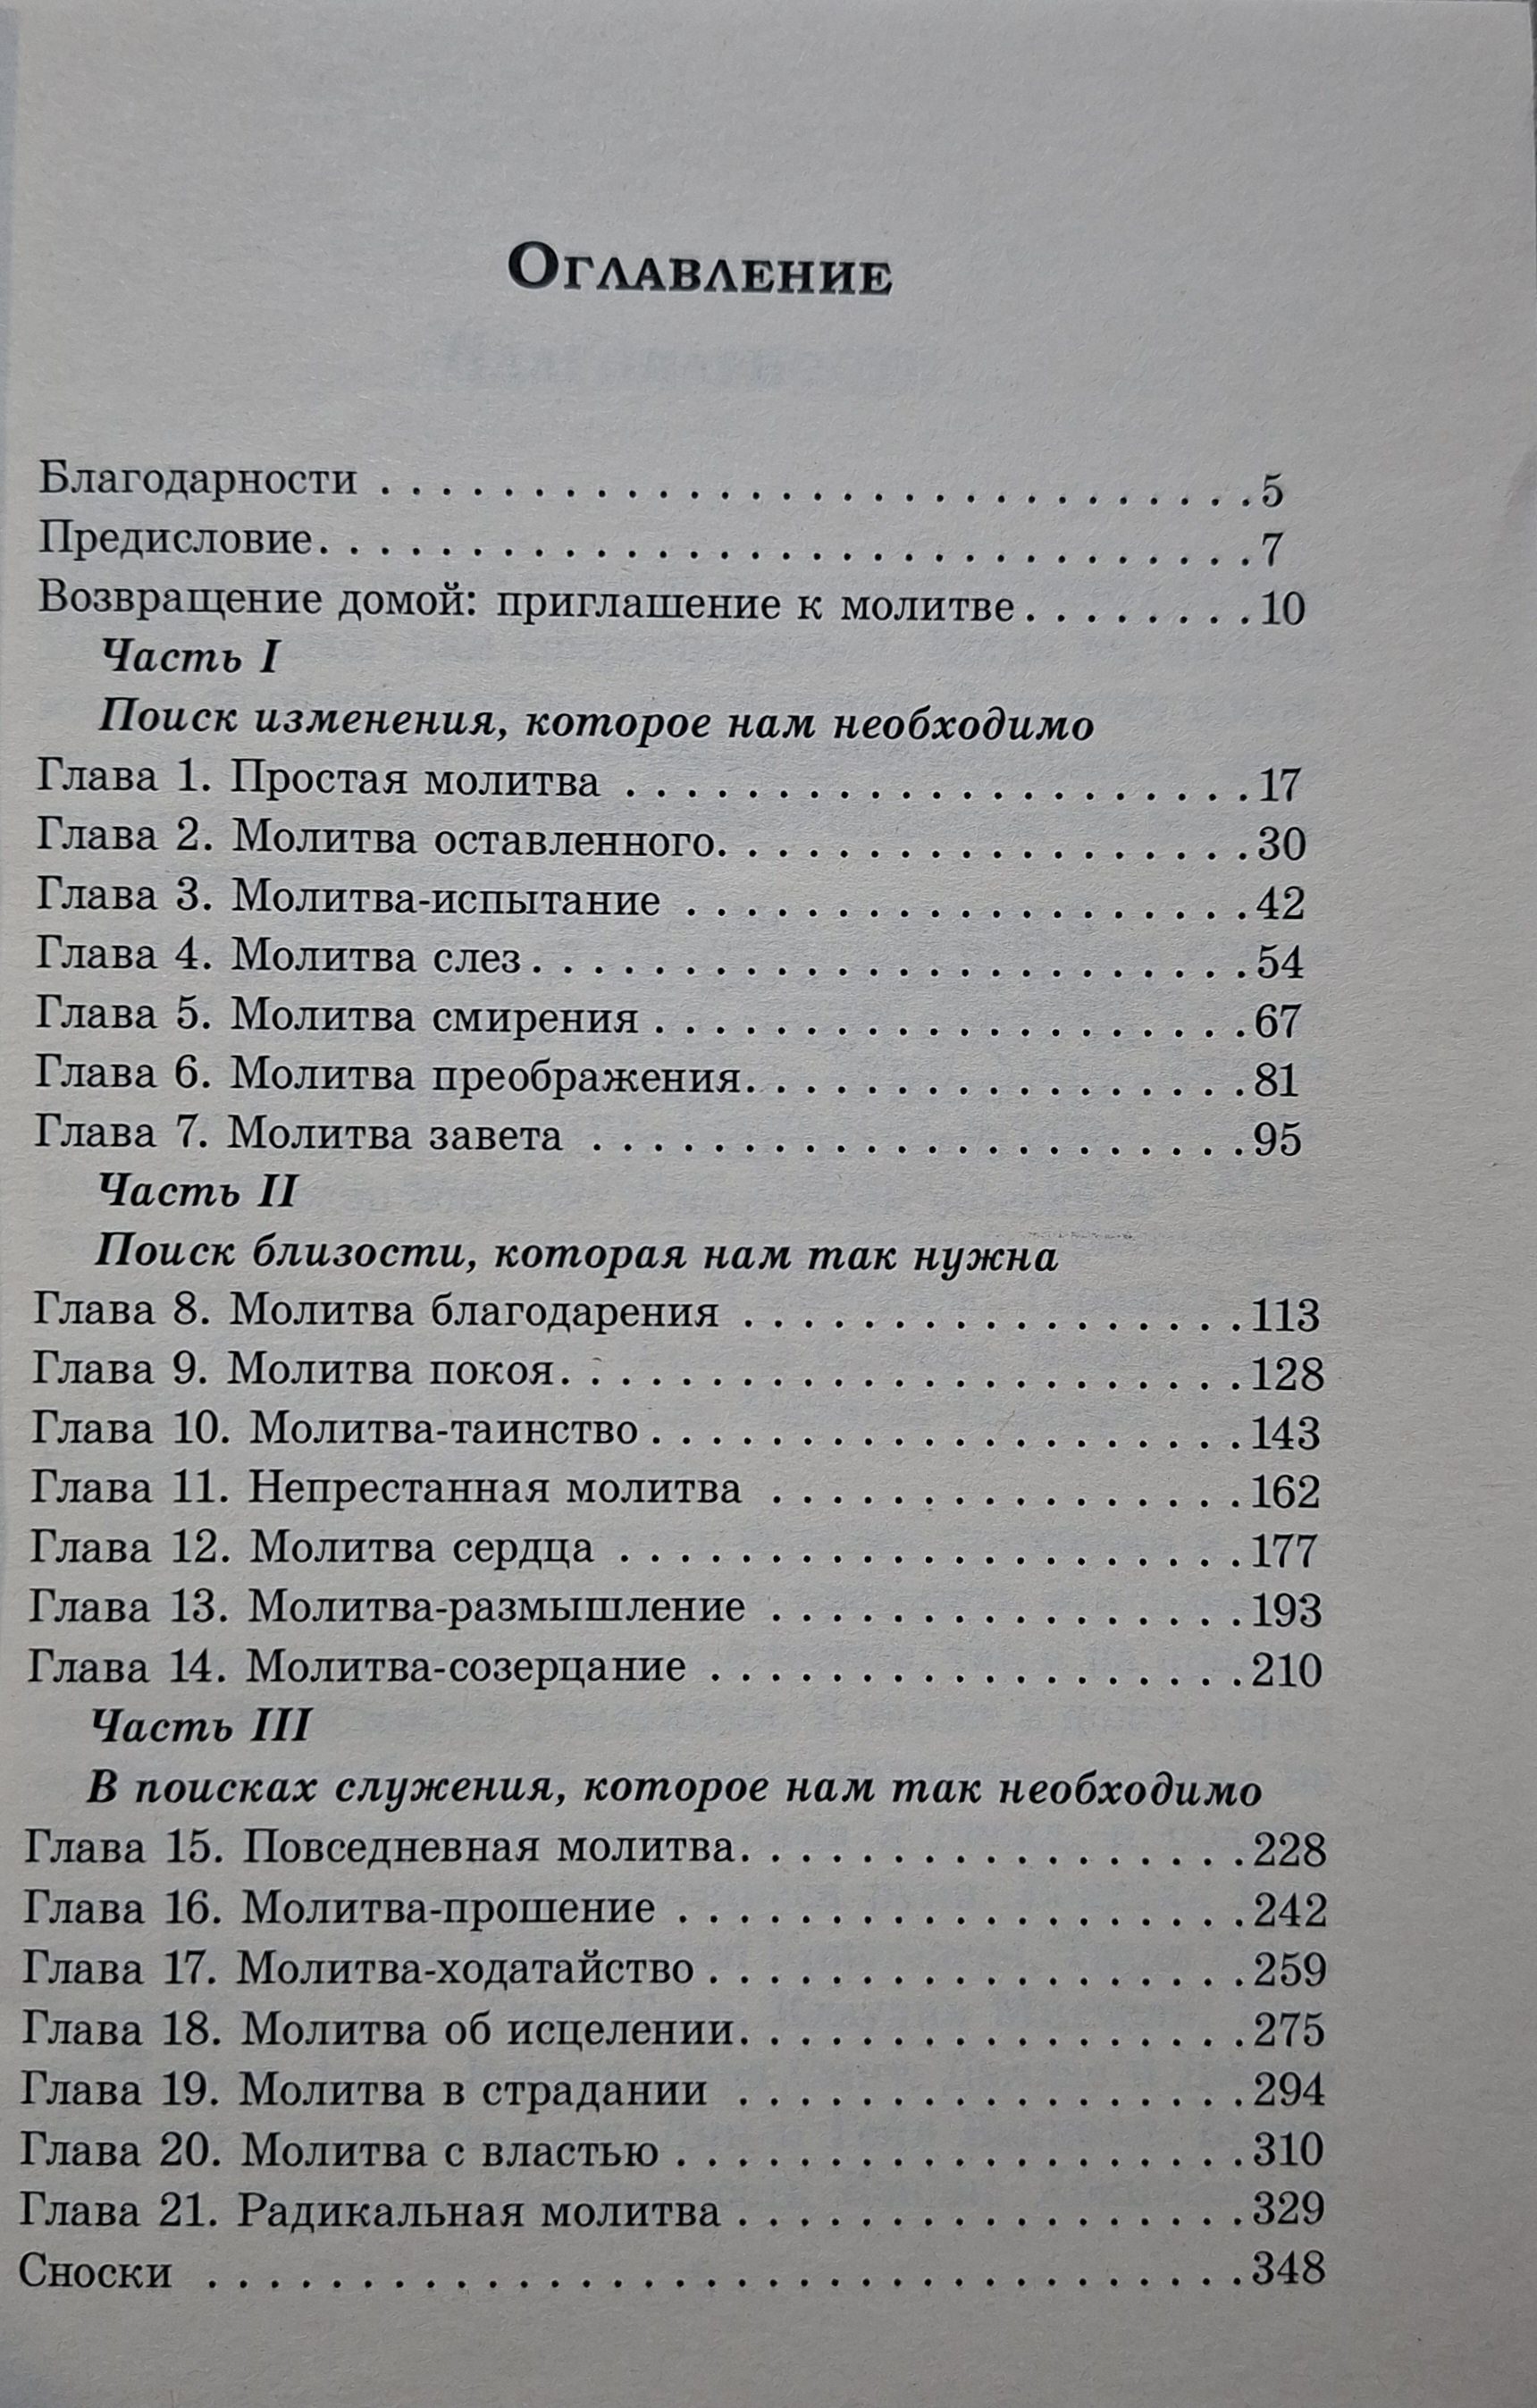 Оглавление
Благодарности . . . . . . . . . . . . . . . . . . . . . . . . . . . . 5
Предисловие. . . . . . . . . . . . . . . . . . . . . . . . . . . . . . 7
Возвращение домой: приглашение к молитве. . . . . . . . 10
Часть I
Поиск изменения, которое нам необходимо
Глава 1. Простая молитва . . . . . . . . . . . . . . . . . . . . . 17
Глава 2. Молитва оставленного. . . . . . . . . . . . . . . . . . 30
Глава 3. Молитва-испытание . . . . . . . . . . . . . . . . . . . 42
Глава 4. Молитва слез . . . . . . . . . . . . . . . . . . . . . . . . 54
Глава 5. Молитва смирения . . . . . . . . . . . . . . . . . . . . 67
Глава 6. Молитва преображения. . . . . . . . . . . . . . . . . 81
Глава 7. Молитва завета . . . . . . . . . . . . . . . . . . . . . . 95
Часть II
Поиск близости, которая нам так нужна
Глава 8. Молитва благодарения . . . . . . . . . . . . . . . . . 113
Глава 9. Молитва покоя. . . . . . . . . . . . . . . . . . . . . . . 128
Глава 10. Молитва-таинство . . . . . . . . . . . . . . . . . . . . 143
Глава 11. Непрестанная молитва . . . . . . . . . . . . . . . . 162
Глава 12. Молитва сердца . . . . . . . . . . . . . . . . . . . . . 177
Глава 13. Молитва-размышление . . . . . . . . . . . . . . . . 193
Глава 14. Молитва-созерцание . . . . . . . . . . . . . . . . . . 210
Часть III
В поисках служения, которое нам так необходимо
Глава 15. Повседневная молитва. . . . . . . . . . . . . . . . . 228
Глава 16. Молитва-прошение . . . . . . . . . . . . . . . . . . . 242
Глава 17. Молитва-ходатайство . . . . . . . . . . . . . . . . . . 259
Глава 18. Молитва об исцелении. . . . . . . . . . . . . . . . . 275
Глава 19. Молитва в страдании . . . . . . . . . . . . . . . . . 294
Глава 20. Молитва с властью . . . . . . . . . . . . . . . . . . . 310
Глава 21. Радикальная молитва . . . . . . . . . . . . . . . . . 329
Сноски . . . . . . . . . . . . . . . . . . . . . . . . . . . . . . . . . . 348